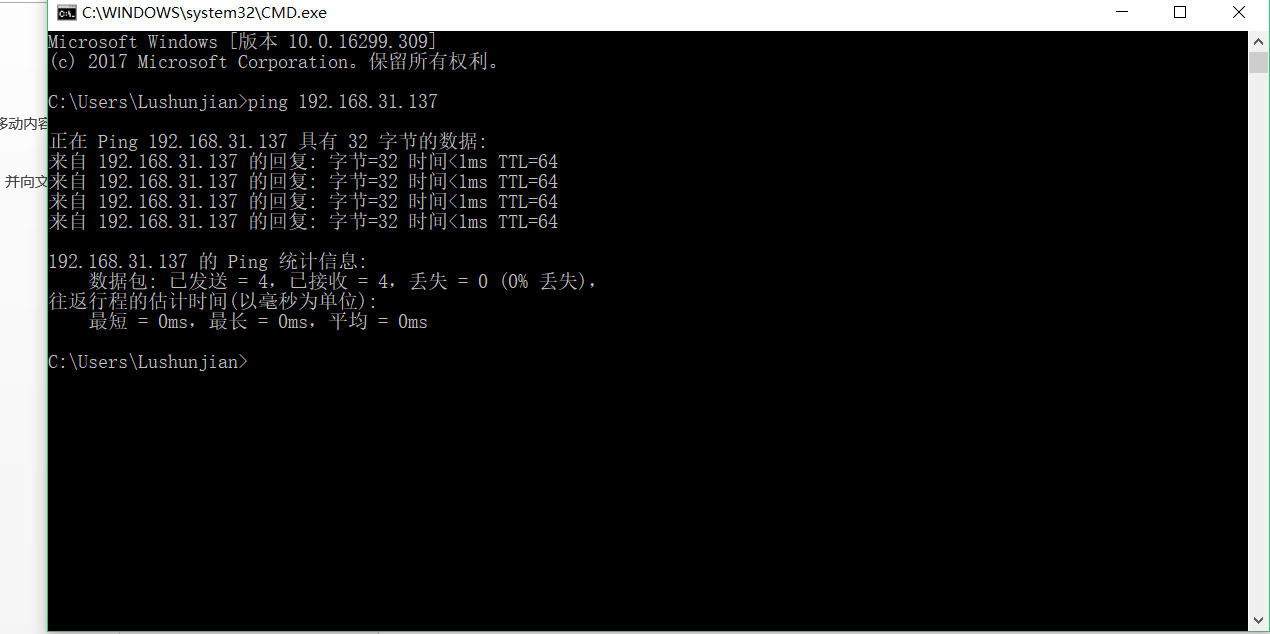 C:\WINDOWS\system32\CMD.exe
Microsoft Windows [版本 10.0.16299.309]
(c) 2017 Microsoft Corporation。保留所有权利。
C:\Users\Lushunjian>ping 192.168.31.137
正在 Ping 192.168.31.137 具有 32 字节的数据:
来自 192.168.31.137 的回复: 字节=32 时间<1ms TTL=64
来自 192.168.31.137 的回复: 字节=32 时间<1ms TTL=64
来自 192.168.31.137 的回复: 字节=32 时间<1ms TTL=64
来自 192.168.31.137 的回复: 字节=32 时间<1ms TTL=64
192.168.31.137 的 Ping 统计信息:
数据包: 已发送 = 4，已接收 = 4，丢失 = 0 (0% 丢失)，
往返行程的估计时间(以毫秒为单位):
最短 = 0ms，最长 = 0ms，平均 = 0ms
C:\Users\Lushunjian>
多动内容
并向文